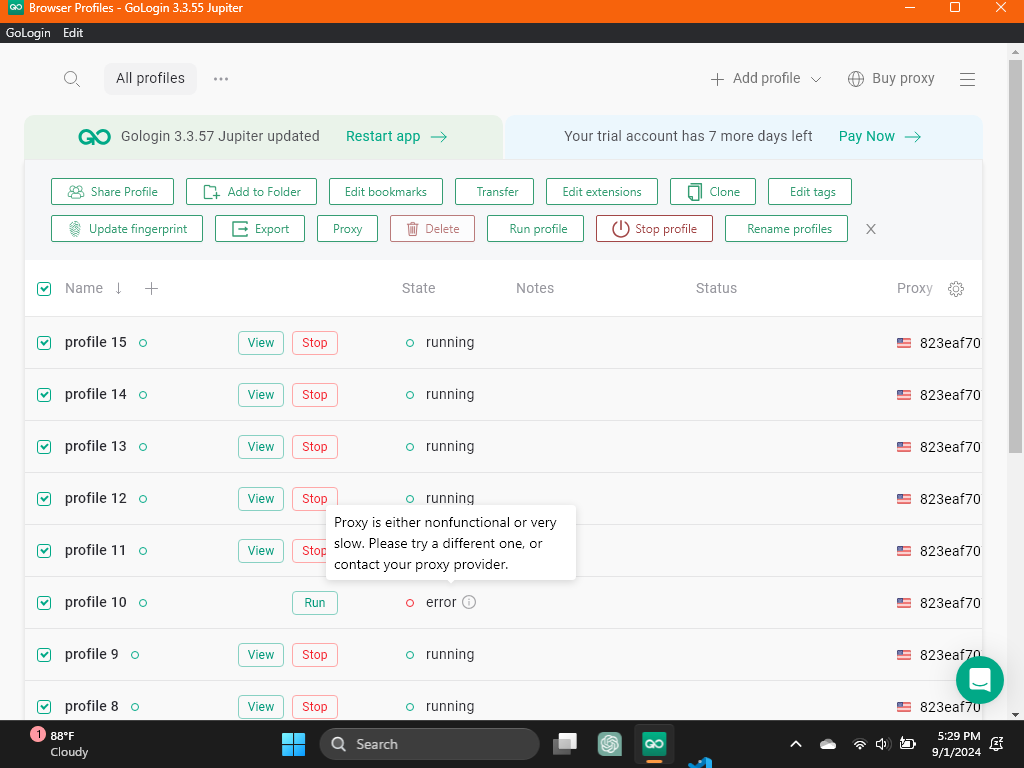 Browser Profiles - GoLogin 3.3.55 Jupiter
GoLogin Edit
All profiles
Add profile
Buy proxy
Gologin 3.3.57 Jupiter updated Restart app
Your trial account has 7 more days left Pay Now
Share Profile Add to Folder Edit bookmarks Transfer Edit extensions Clone Edit tags
Update fingerprint Export Proxy Delete Run profile Stop profile Rename profiles X
Name State Notes Status Proxy
profile 15 View Stop running 823eaf70
profile 14 View Stop running 823eaf70
profile 13 View Stop running 823eaf70
profile 12 View Stop running 823eaf70
Proxy is either nonfunctional or very
slow. Please try a different one, or
contact your proxy provider.
profile 11 View Stop 823eaf70
profile 10 Run error 823eaf70
profile 9 View Stop running 823eaf70
profile 8 View Stop running 823eaf70
1
88°F
Cloudy
Search
5:29 PM
9/1/2024